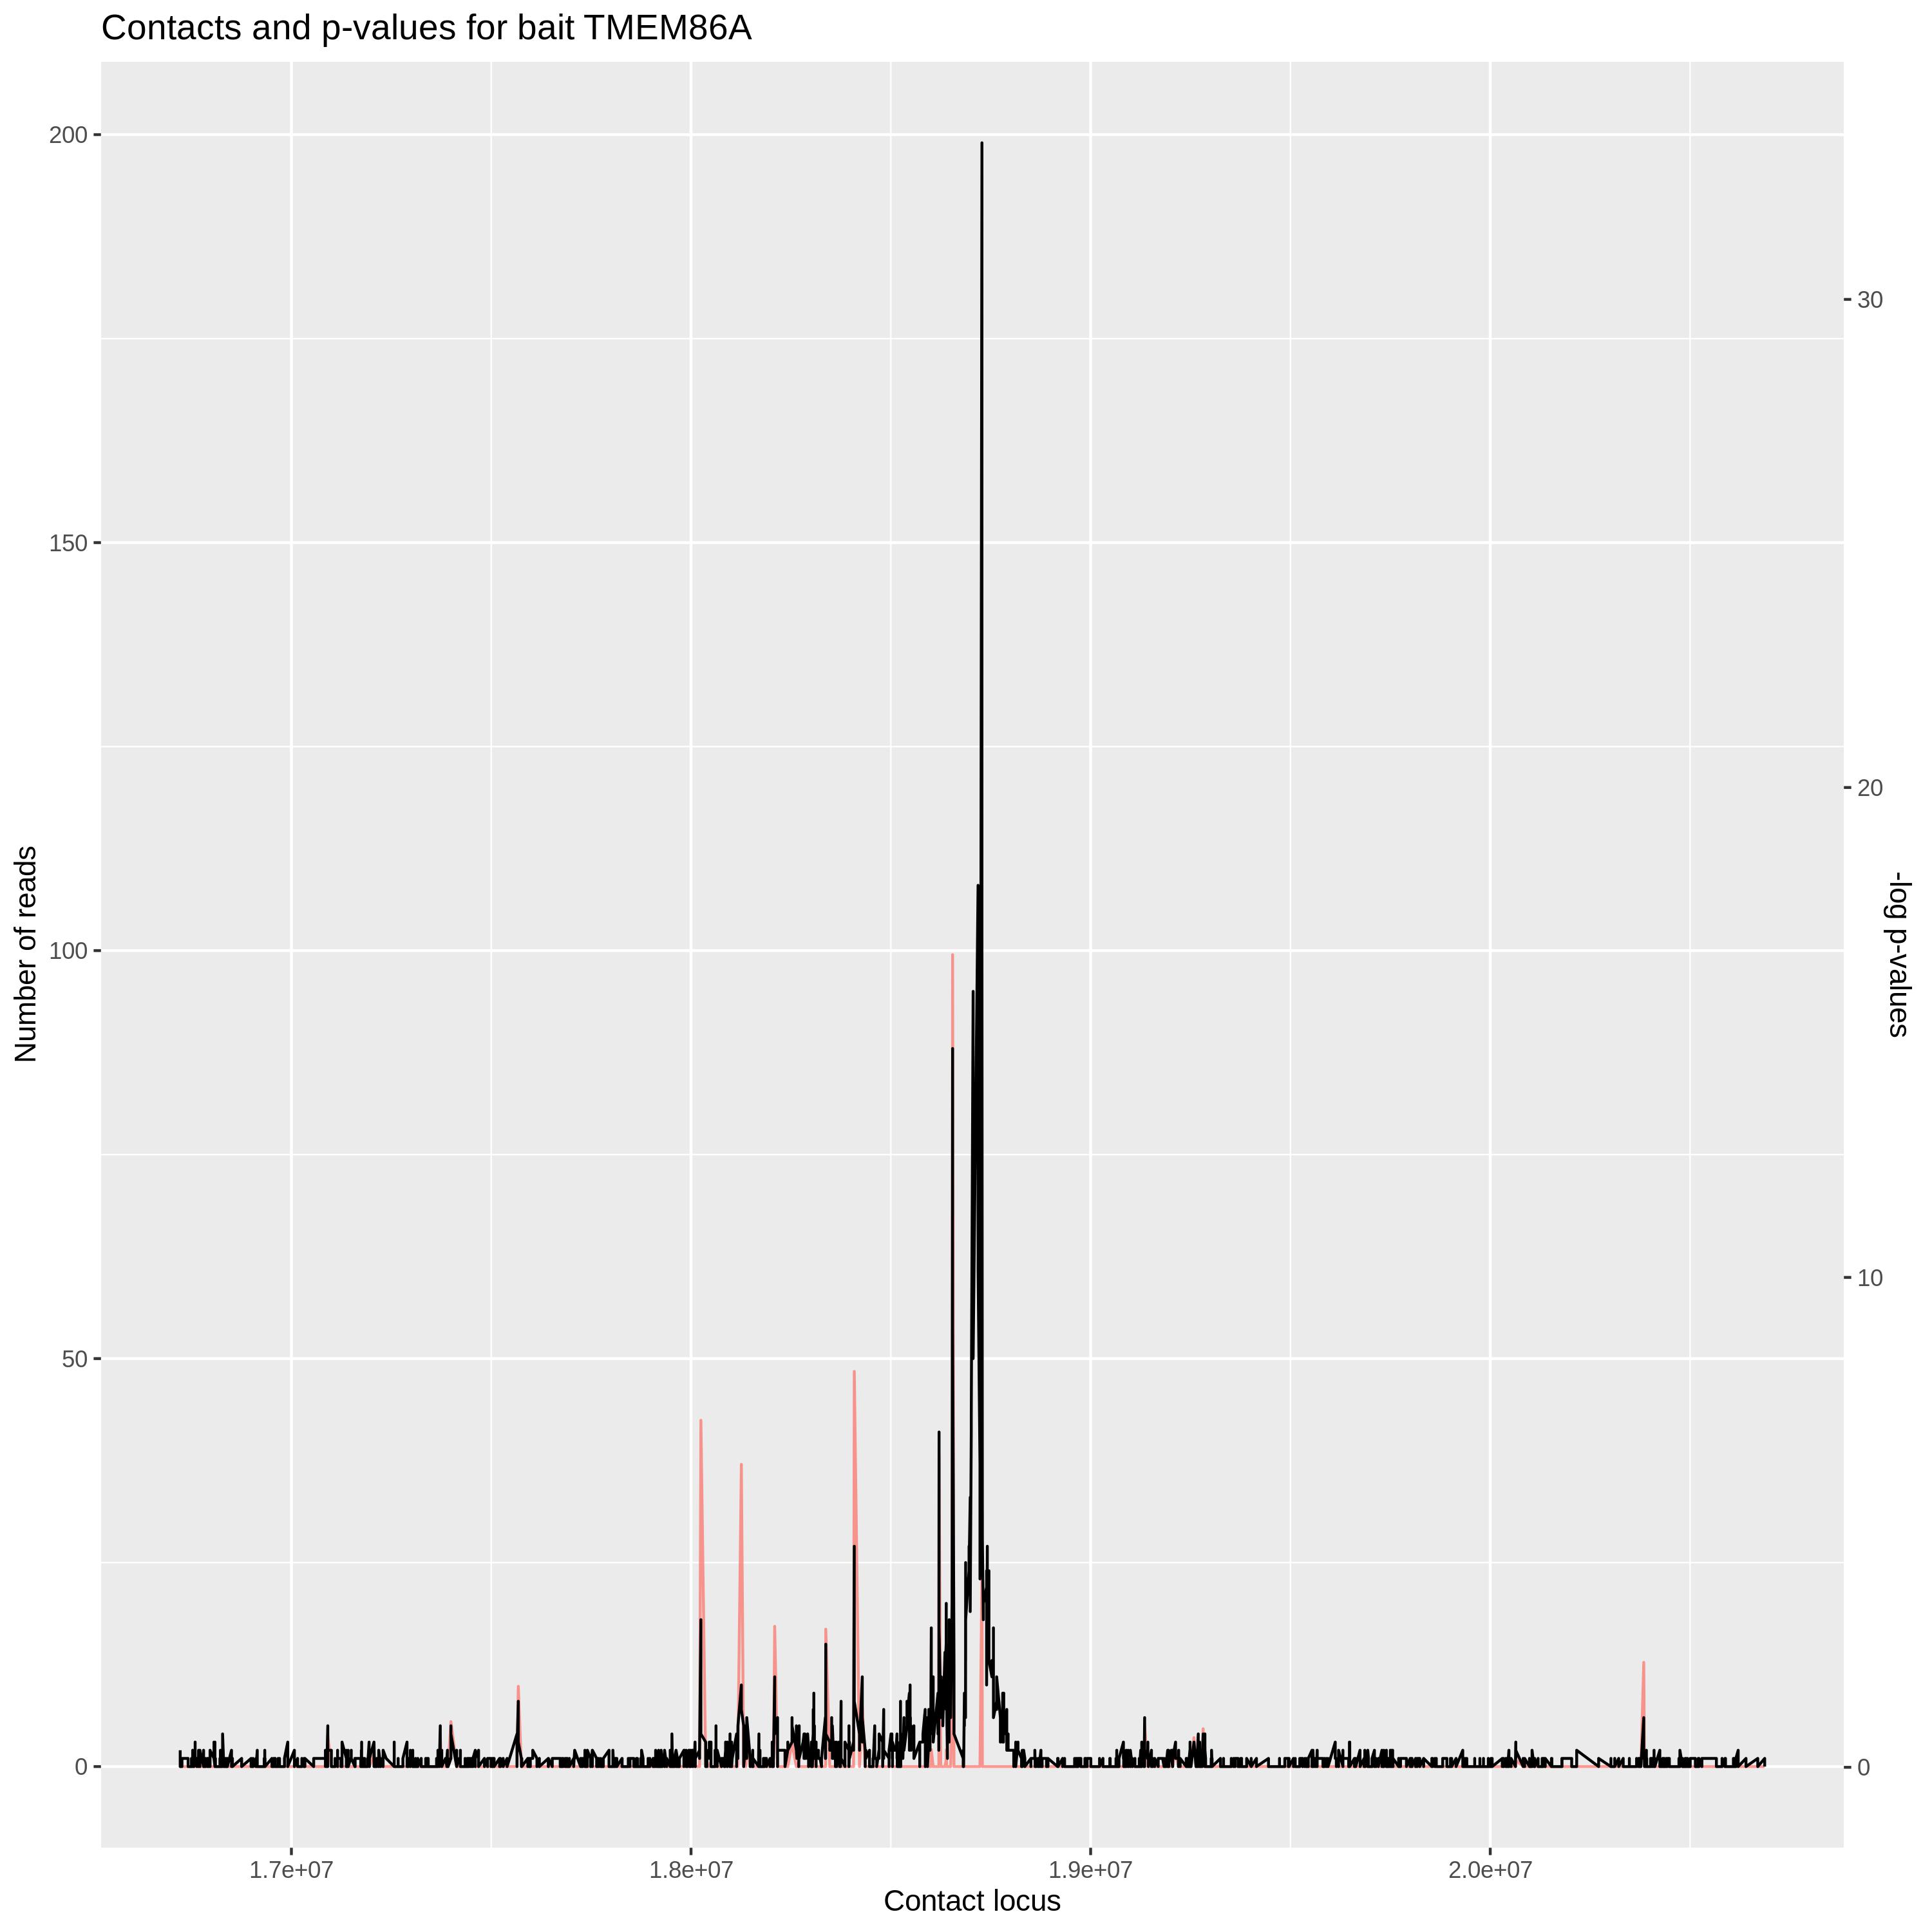 Contacts and p-values for bait TMEM86A
200
150
100
50
0
Number of reads
30
20
10
0
-log p-values
1.7e+07
1.8e+07
1.9e+07
2.0e+07
Contact locus